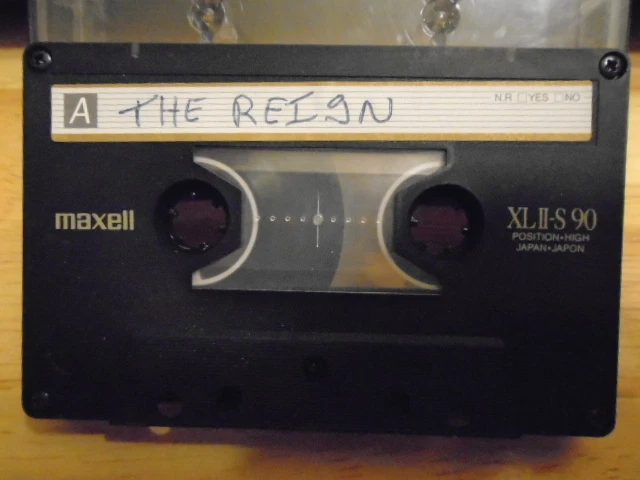 A THE REIGN
N.R □YES □NO
maxell
XLII-S 90
POSITION•HIGH
JAPAN•JAPON